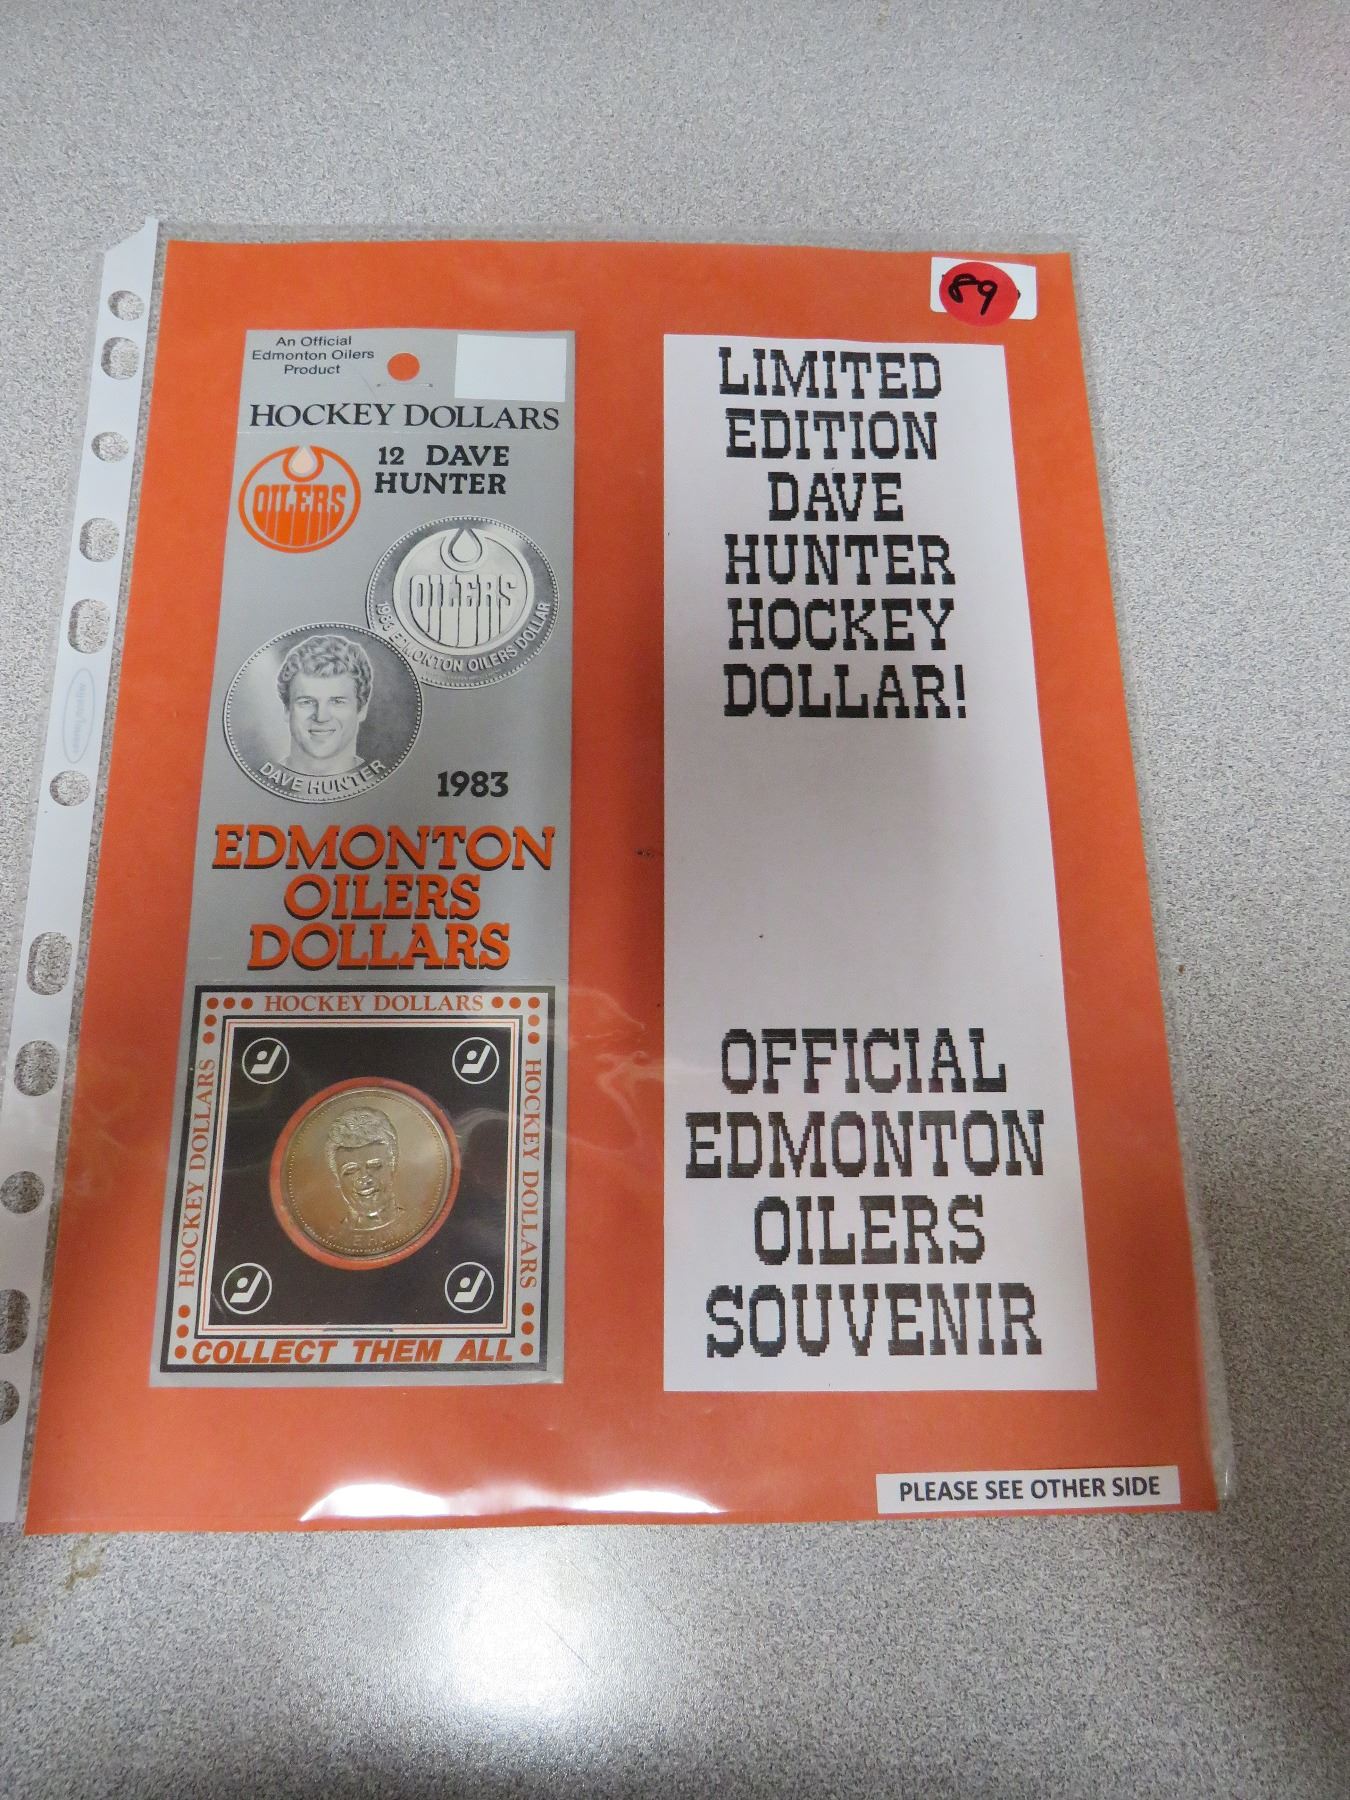 89
An Official
Edmonton Oilers
Product
HOCKEY DOLLARS
OILERS
12 DAVE
HUNTER
OILERS
1983 EDMONTON OILERS DOLLAR
DAVE HUNTER
1983
EDMONTON
OILERS
DOLLARS
HOCKEY DOLLARS
HOCKEY DOLLARS
HOCKEY DOLLARS
COLLECT THEM ALL
LIMITED
EDITION
DAVE
HUNTER
HOCKEY
DOLLAR!
OFFICIAL
EDMONTON
OILERS
SOUVENIR
PLEASE SEE OTHER SIDE